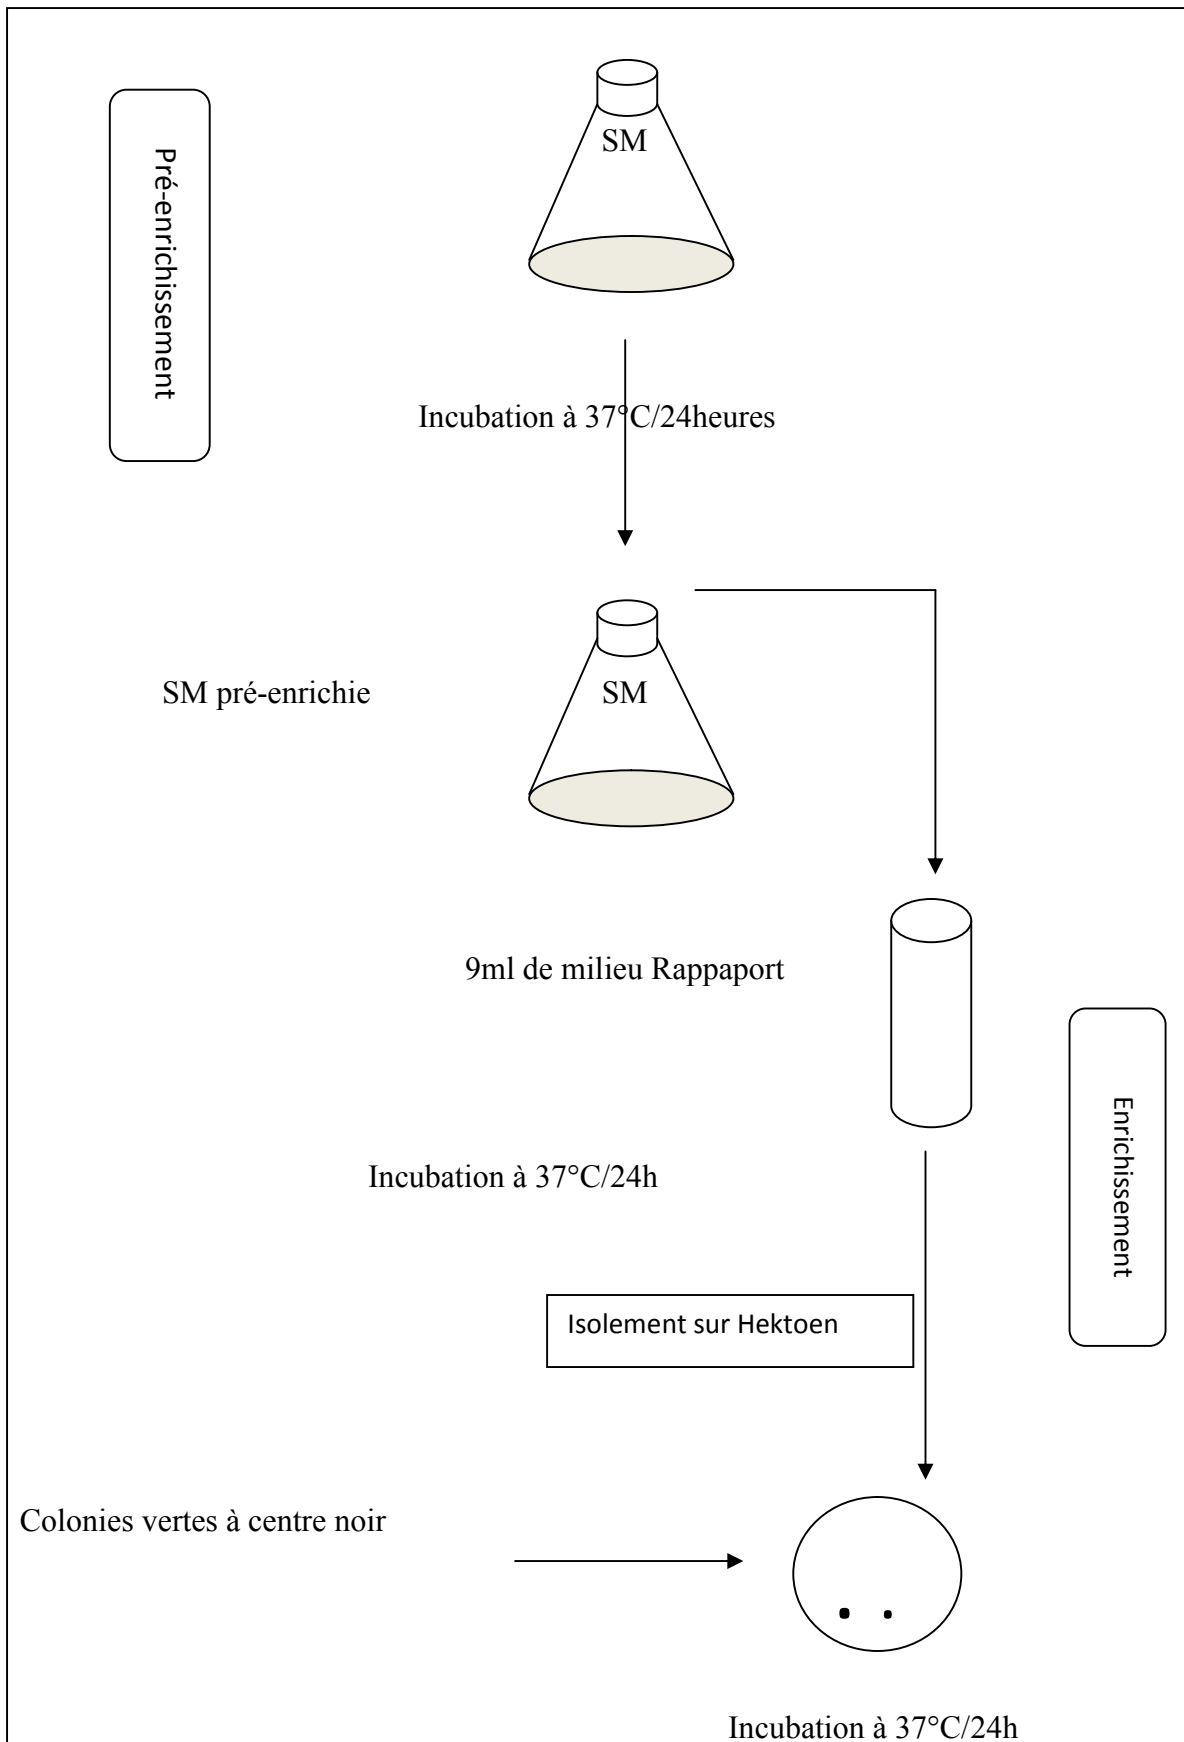 SM
Pré-enrichissement
Incubation à 37°C/24heures
SM pré-enrichie
SM
9ml de milieu Rappaport
Enrichissement
Incubation à 37°C/24h
Isolement sur Hektoen
Colonies vertes à centre noir
Incubation à 37°C/24h